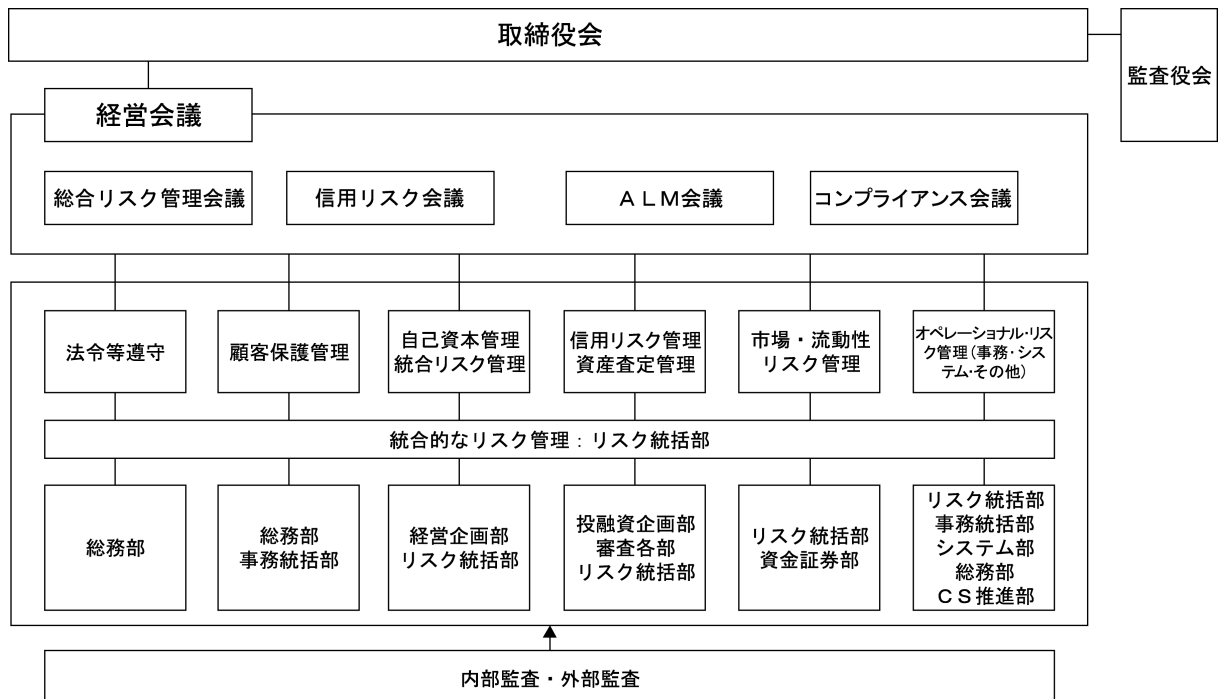 取締役会
監査役会
経営会議
総合リスク管理会議
信用リスク会議
ＡＬＭ会議
コンプライアンス会議
法令等遵守
顧客保護管理
自己資本管理
統合リスク管理
信用リスク管理
資産査定管理
市場・流動性
リスク管理
オペレーショナル・リス
ク管理(事務・シス
テム・その他)
統合的なリスク管理：リスク統括部
総務部
総務部
事務統括部
経営企画部
リスク統括部
投融資企画部
審査各部
リスク統括部
リスク統括部
資金証券部
リスク統括部
事務統括部
システム部
総務部
ＣＳ推進部
内部監査・外部監査